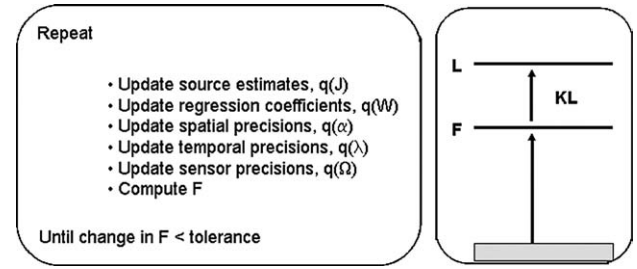 Repeat
• Update source estimates, q(J)
• Update regression coefficients, q(W)
• Update spatial precisions, q(α)
• Update temporal precisions, q(λ)
• Update sensor precisions, q(Ω)
• Compute F
Until change in F < tolerance
L
KL
F